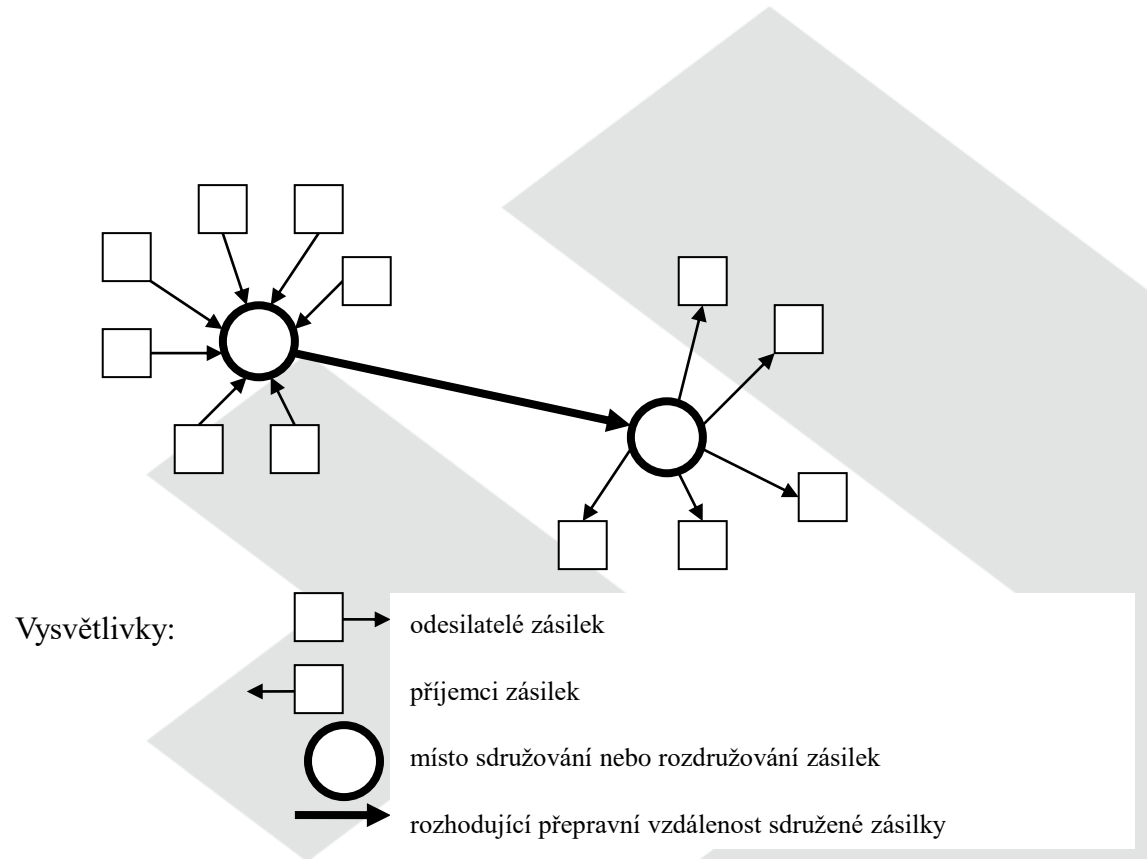 Vysvětlivky:
odesilatelé zásilek
příjemci zásilek
místo sdružování nebo rozdružování zásilek
rozhodující přepravní vzdálenost sdružené zásilky